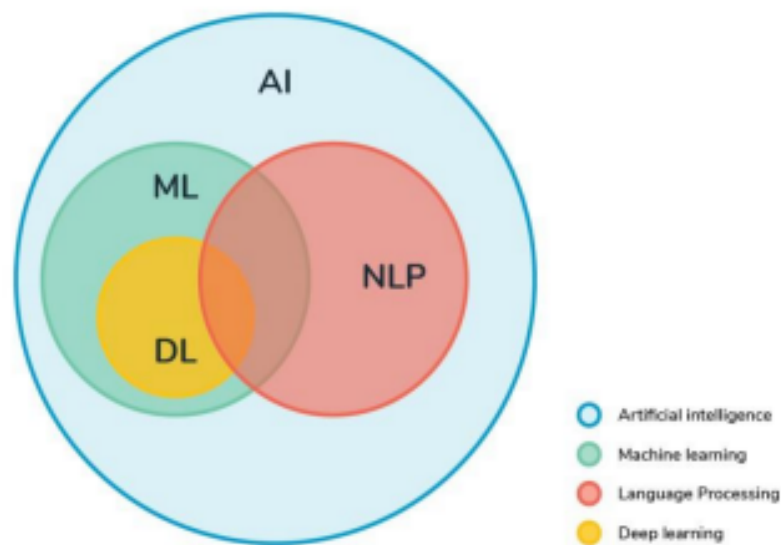 AI
ML
NLP
DL
Artificial intelligence
Machine learning
Language Processing
Deep learning